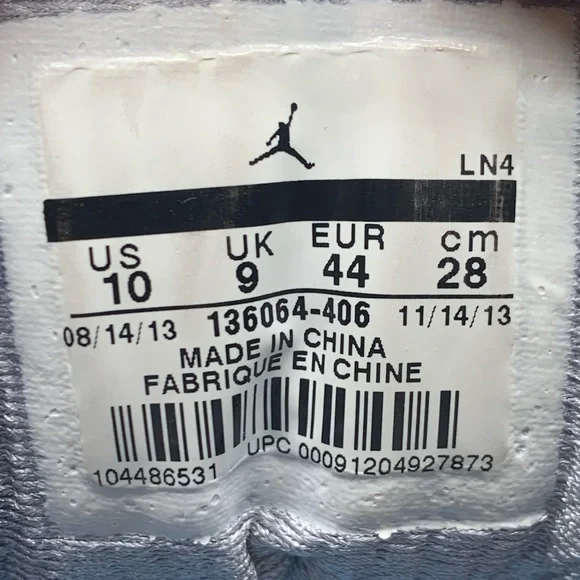 LN4
US UK EUR cm
10 9 44 28
08/14/13 136064-406 11/14/13
MADE IN CHINA
FABRIQUE EN CHINE
104486531 UPC 00091204927873